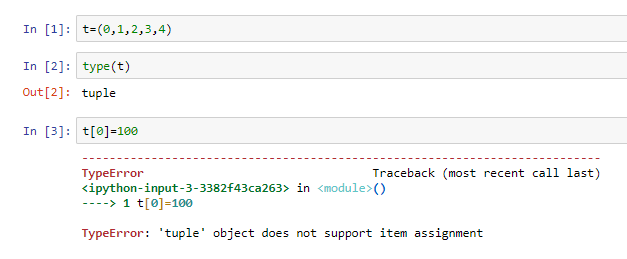 In [1]: t=(0,1,2,3,4)
In [2]: type(t)
Out[2]: tuple
In [3]: t[0]=100
---------------------------------------------------------------------------
TypeError                                 Traceback (most recent call last)
<ipython-input-3-3382f43ca263> in <module>()
----> 1 t[0]=100
TypeError: 'tuple' object does not support item assignment